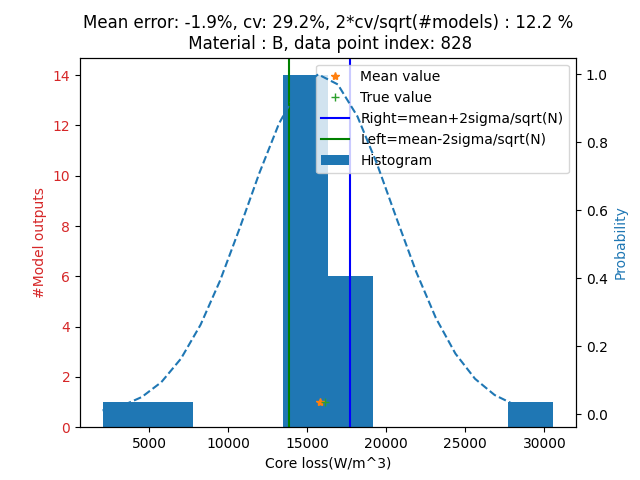 Mean error: -1.9%, cv: 29.2%, 2*cv/sqrt(#models) : 12.2 %
Material : B, data point index: 828
Mean value
True value
Right=mean+2sigma/sqrt(N)
Left=mean-2sigma/sqrt(N)
Histogram
#Model outputs
14
12
10
8
6
4
2
0
1.0
0.8
0.6
0.4
0.2
0.0
Probability
5000 10000 15000 20000 25000 30000
Core loss(W/m^3)